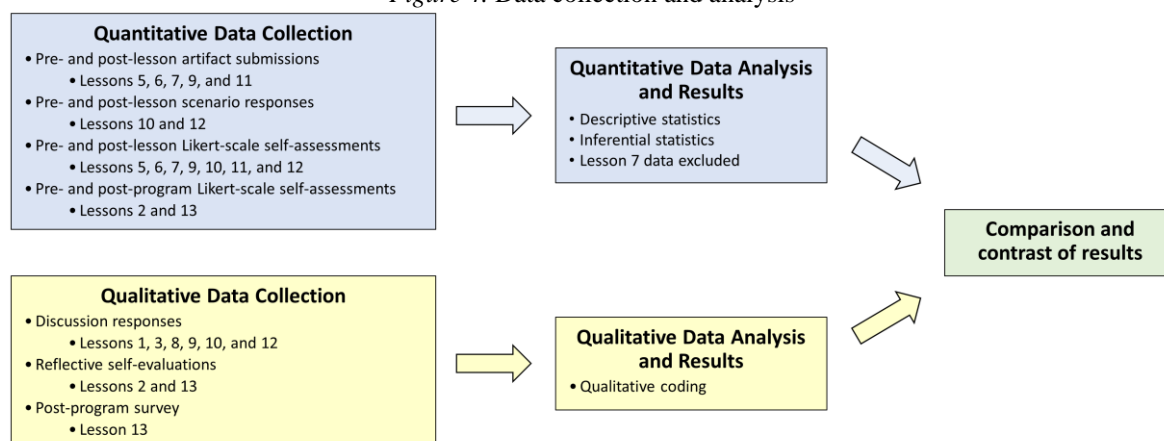 Figure 4. Data collection and analysis
Quantitative Data Collection
• Pre- and post-lesson artifact submissions
• Lessons 5, 6, 7, 9, and 11
• Pre- and post-lesson scenario responses
• Lessons 10 and 12
• Pre- and post-lesson Likert-scale self-assessments
• Lessons 5, 6, 7, 9, 10, 11, and 12
• Pre- and post-program Likert-scale self-assessments
• Lessons 2 and 13
Quantitative Data Analysis
and Results
• Descriptive statistics
• Inferential statistics
• Lesson 7 data excluded
Qualitative Data Collection
• Discussion responses
• Lessons 1, 3, 8, 9, 10, and 12
• Reflective self-evaluations
• Lessons 2 and 13
• Post-program survey
• Lesson 13
Qualitative Data Analysis
and Results
• Qualitative coding
Comparison and
contrast of results